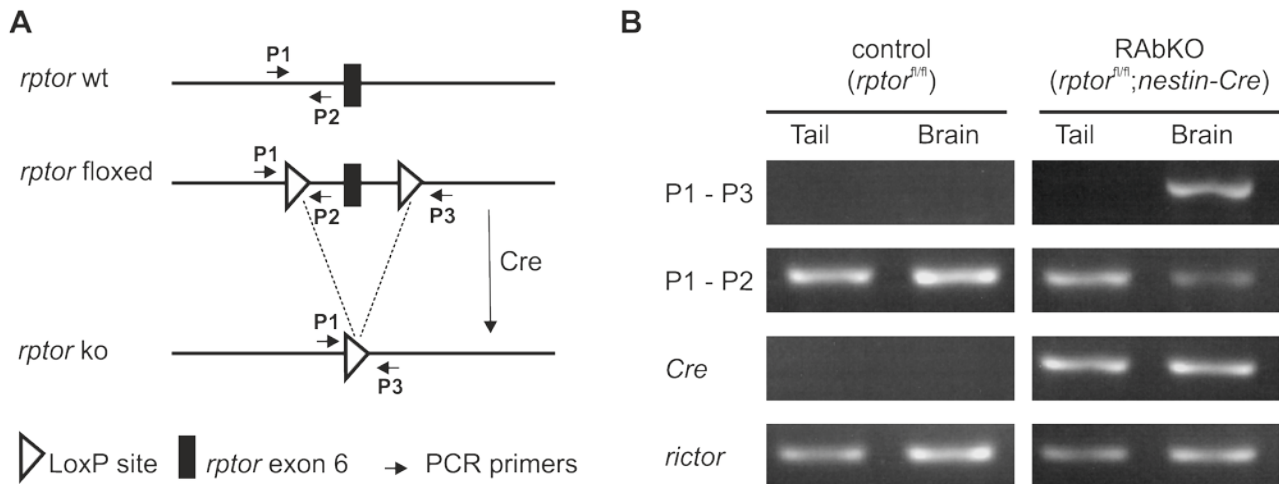 A
P1
rptor wt
P2
P1
rptor floxed
P2
P3
Cre
P1
rptor ko
P3
LoxP site
rptor exon 6
PCR primers
B
control
(rptorfl/fl)
RAbKO
(rptorfl/fl;nestin-Cre)
Tail Brain
Tail Brain
P1 - P3
P1 - P2
Cre
rictor